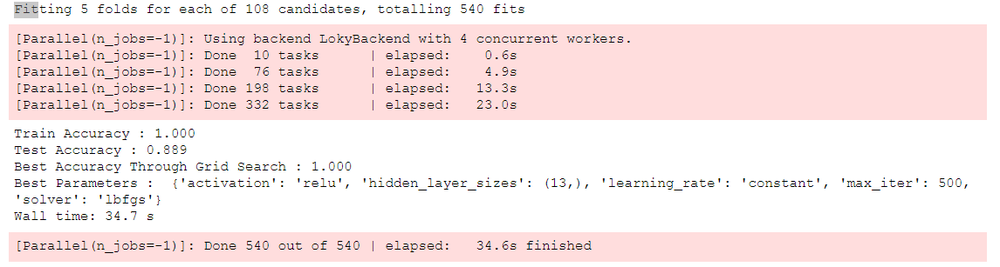 Fitting 5 folds for each of 108 candidates, totalling 540 fits
[Parallel(n_jobs=-1)]: Using backend LokyBackend with 4 concurrent workers.
[Parallel(n_jobs=-1)]: Done  10 tasks      | elapsed:    0.6s
[Parallel(n_jobs=-1)]: Done  76 tasks      | elapsed:    4.9s
[Parallel(n_jobs=-1)]: Done 198 tasks      | elapsed:   13.3s
[Parallel(n_jobs=-1)]: Done 332 tasks      | elapsed:   23.0s
Train Accuracy : 1.000
Test Accuracy : 0.889
Best Accuracy Through Grid Search : 1.000
Best Parameters :  {'activation': 'relu', 'hidden_layer_sizes': (13,), 'learning_rate': 'constant', 'max_iter': 500,
'solver': 'lbfgs'}
Wall time: 34.7 s
[Parallel(n_jobs=-1)]: Done 540 out of 540 | elapsed:   34.6s finished